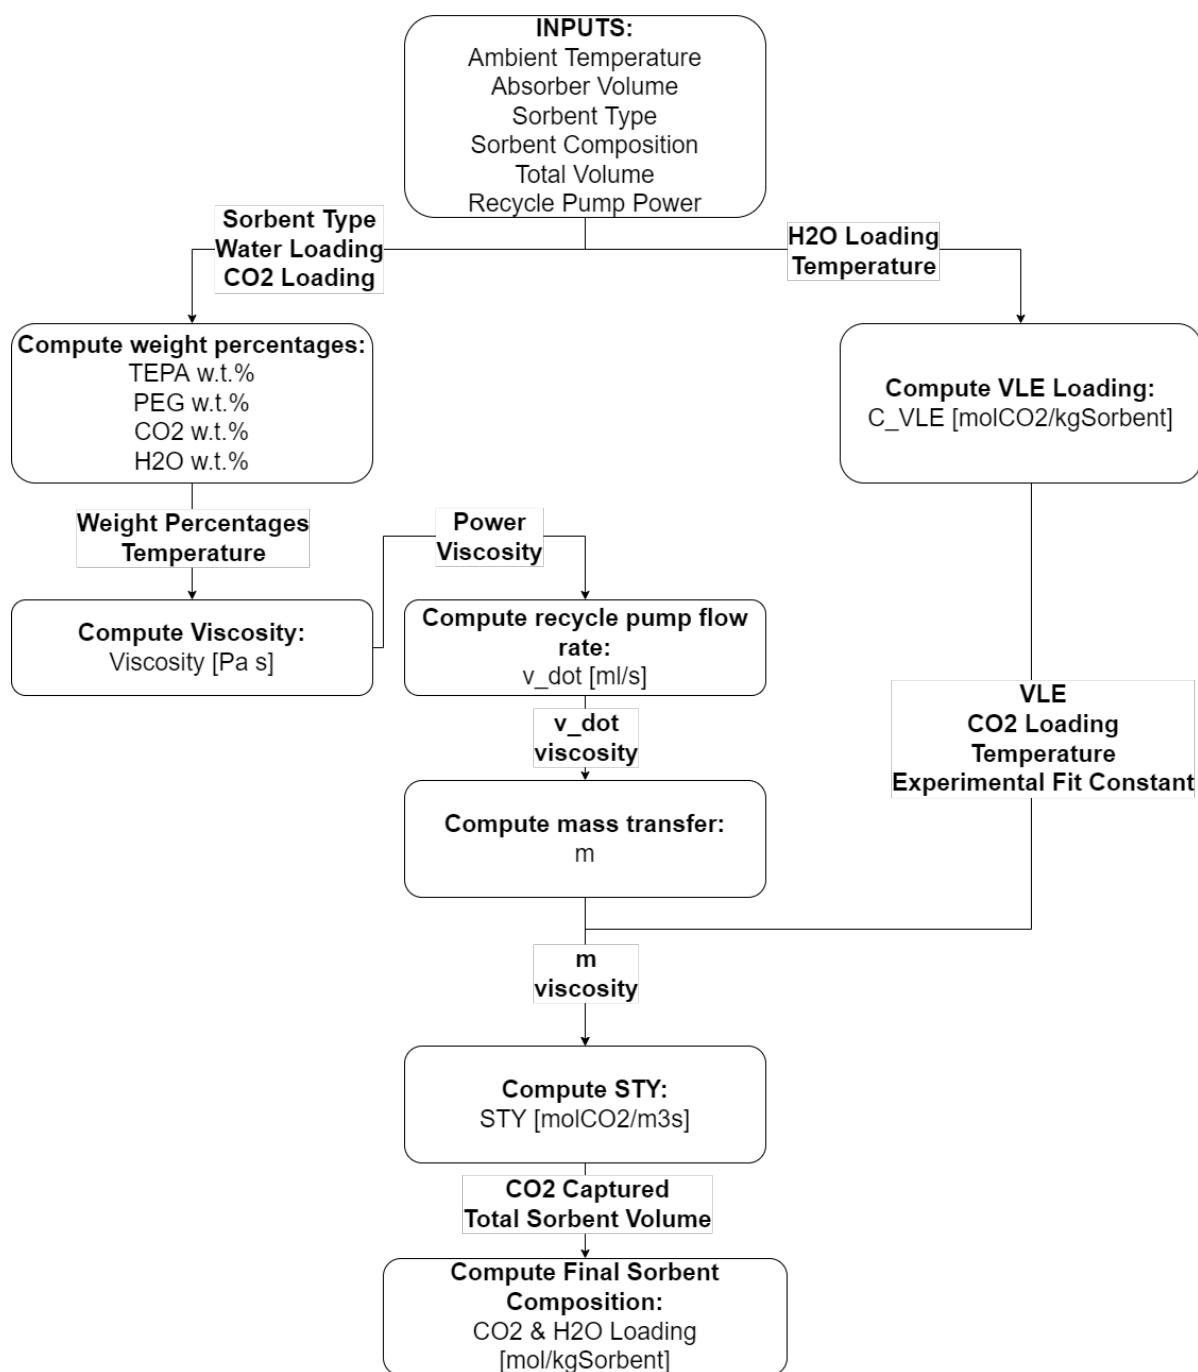 INPUTS:
Ambient Temperature
Absorber Volume
Sorbent Type
Sorbent Composition
Total Volume
Recycle Pump Power
Sorbent Type
Water Loading
CO2 Loading
H2O Loading
Temperature
Compute weight percentages:
TEPA w.t.%
PEG w.t.%
CO2 w.t.%
H2O w.t.%
Compute VLE Loading:
C_VLE [molCO2/kgSorbent]
Weight Percentages
Temperature
Power
Viscosity
Compute Viscosity:
Viscosity [Pa s]
Compute recycle pump flow
rate:
v_dot [ml/s]
v_dot
viscosity
VLE
CO2 Loading
Temperature
Experimental Fit Constant
Compute mass transfer:
m
m
viscosity
Compute STY:
STY [molCO2/m3s]
CO2 Captured
Total Sorbent Volume
Compute Final Sorbent
Composition:
CO2 & H2O Loading
[mol/kgSorbent]